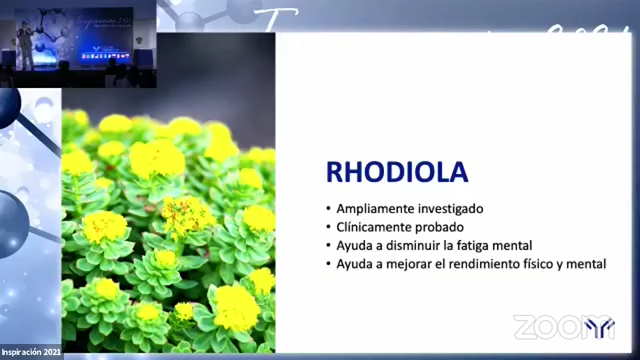 RHODIOLA
• Ampliamente investigado
• Clínicamente probado
• Ayuda a disminuir la fatiga mental
• Ayuda a mejorar el rendimiento físico y mental
zoom
Inspiración 2021